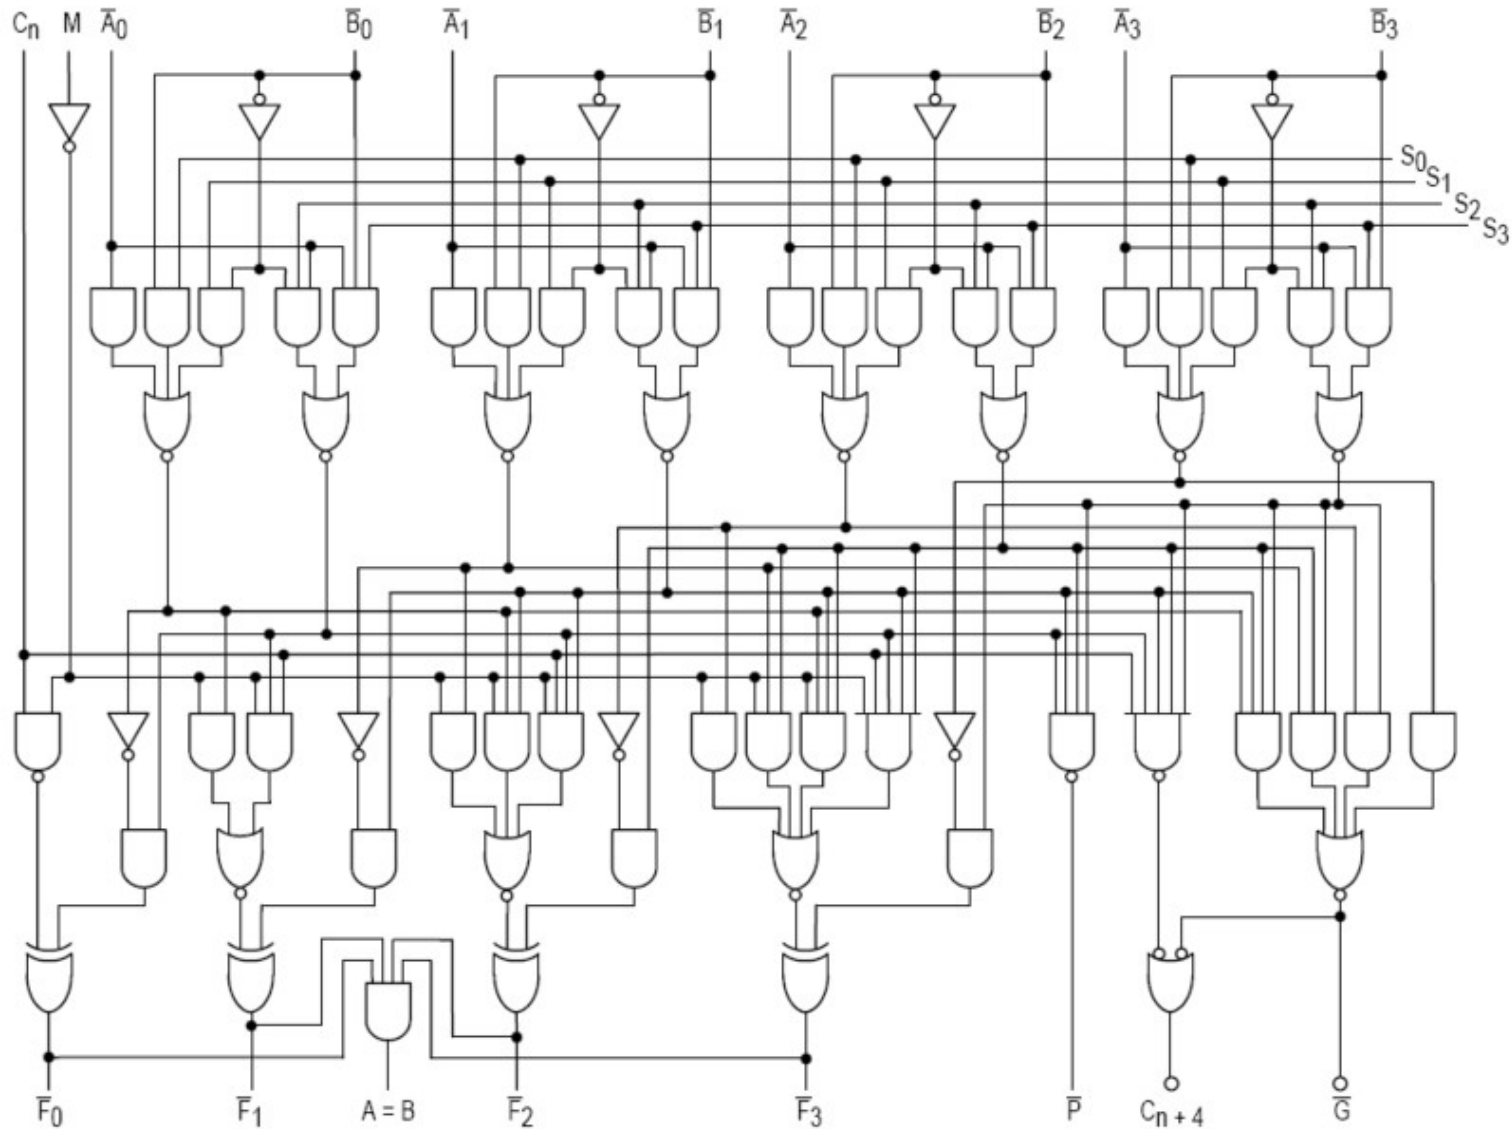 Cn M A̅0 B̅0 A̅1 B̅1 A̅2 B̅2 A̅3 B̅3
S0
S1
S2
S3
F̅0 F̅1 A = B F̅2 F̅3 P̅ Cn + 4 G̅